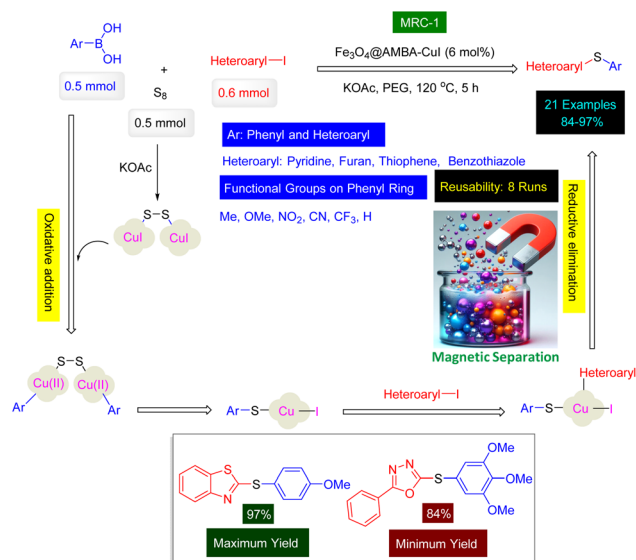 MRC-1
OH
Ar-B
OH
0.5 mmol
+
S8
0.5 mmol
Heteroaryl—I
0.6 mmol
Fe3O4@AMBA-CuI (6 mol%)
KOAc, PEG, 120 °C, 5 h
S
Heteroaryl Ar
21 Examples
84-97%
Ar: Phenyl and Heteroaryl
Heteroaryl: Pyridine, Furan, Thiophene, Benzothiazole
Functional Groups on Phenyl Ring
Me, OMe, NO2, CN, CF3, H
Reusability: 8 Runs
KOAc
S-S
CuI CuI
Oxidative addition
Reductive elimination
Magnetic Separation
S-S
Cu(II) Cu(II)
Ar Ar
Ar-S-Cu-I
Heteroaryl—I
Heteroaryl
Ar-S-Cu-I
S
N
S
OMe
97%
Maximum Yield
N-N
O
S
OMe
OMe
OMe
84%
Minimum Yield